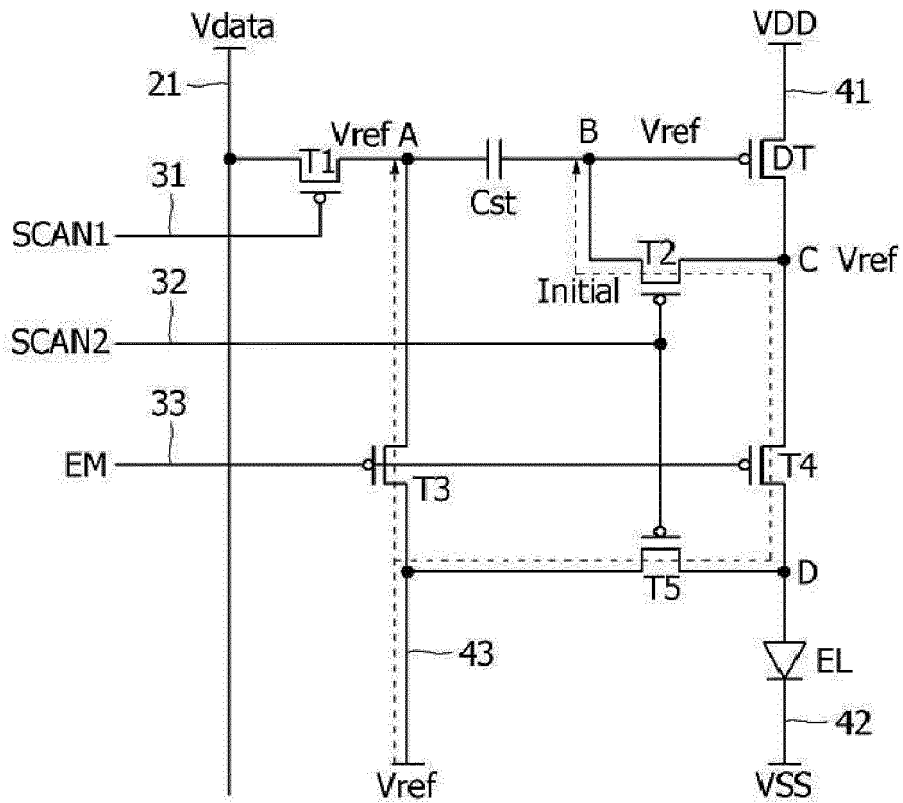 Vdata
VDD
21
41
Vref A
B
Vref
T1
DT
31
Cst
SCAN1
T2
C Vref
32
Initial
SCAN2
33
EM
T3
T4
T5
D
43
EL
42
Vref
VSS